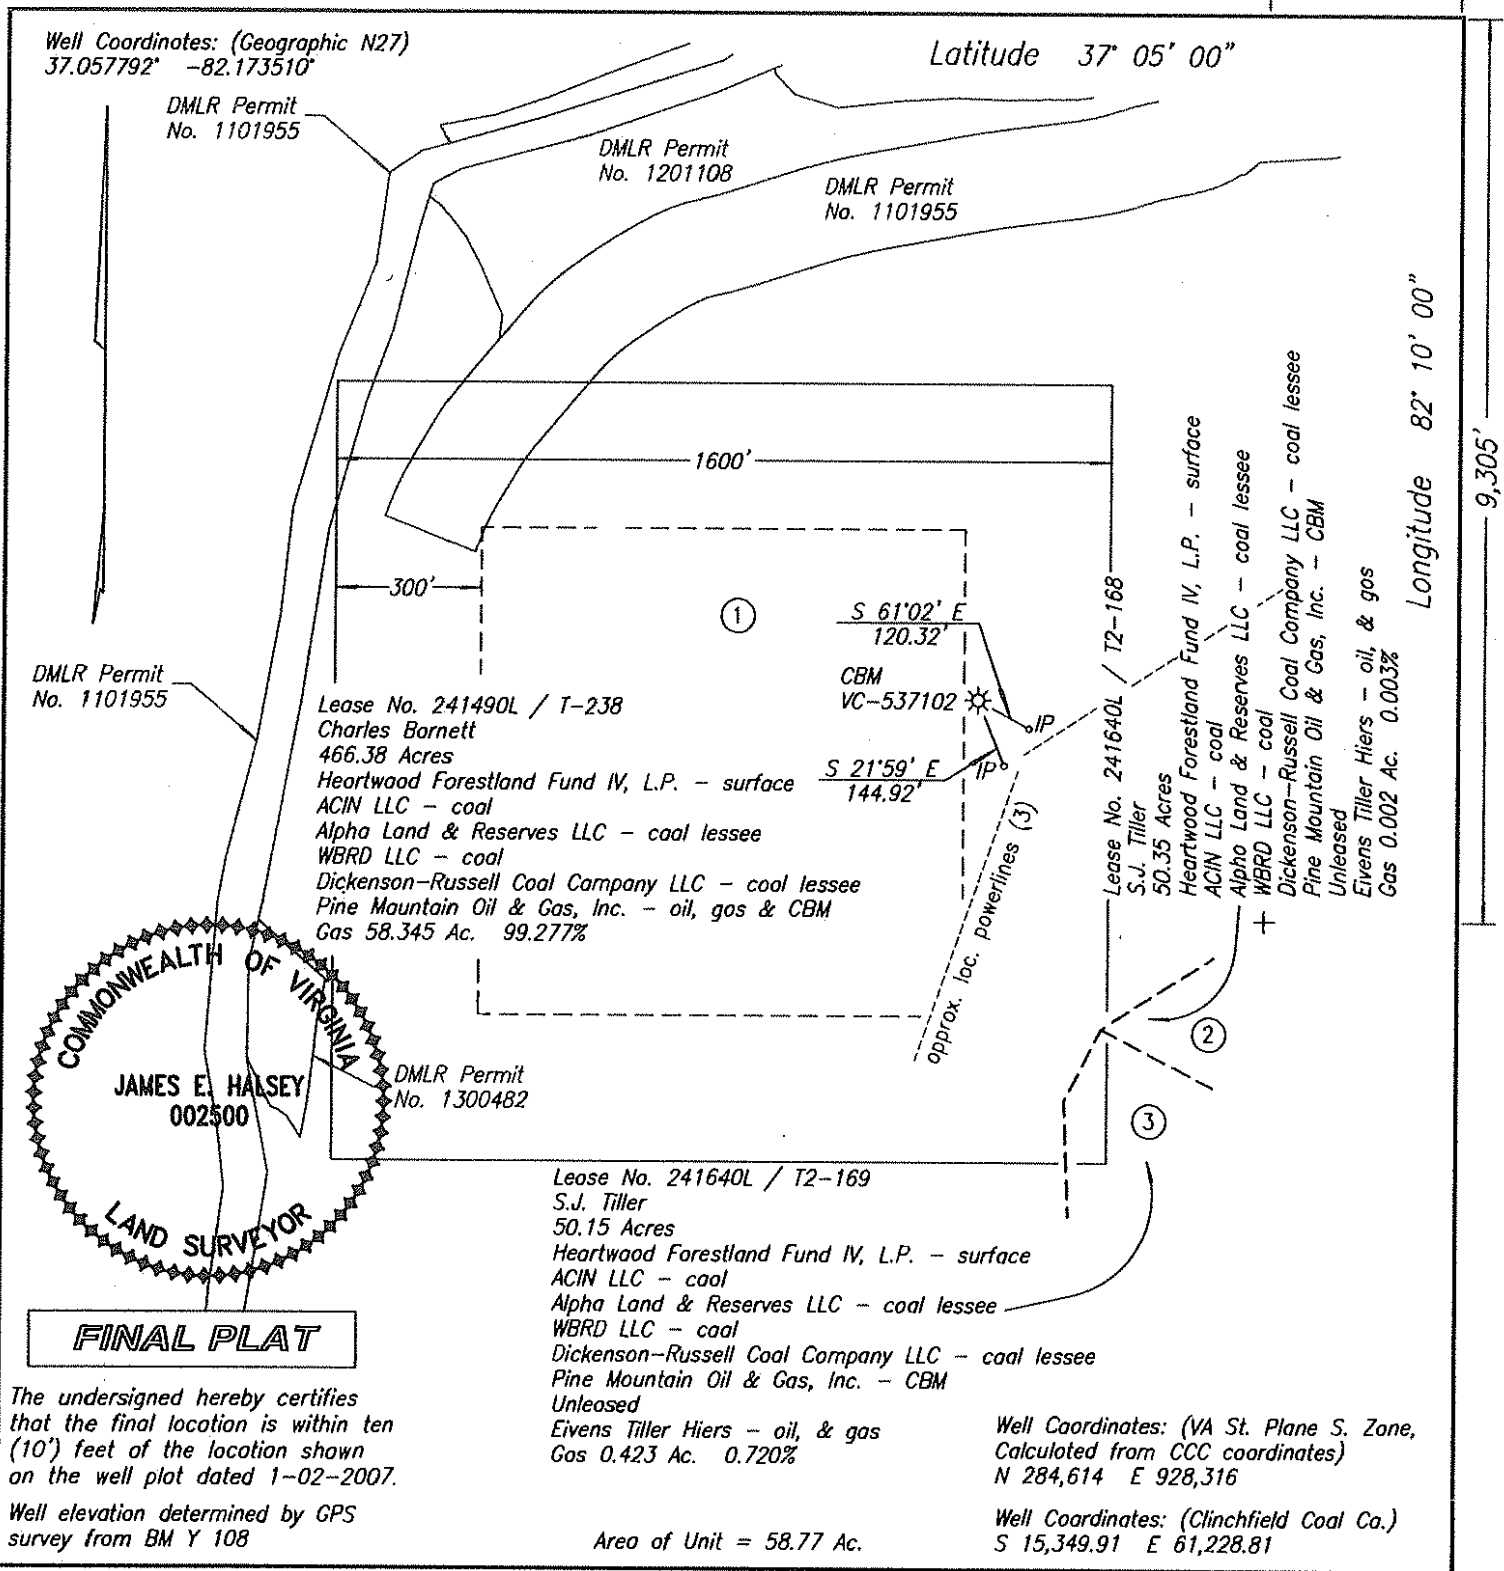 Well Coordinates: (Geographic N27)
37.057792° -82.173510°
Latitude 37° 05' 00"
DMLR Permit
No. 1101955
DMLR Permit
No. 1201108
DMLR Permit
No. 1101955
Longitude 82° 10' 00"
9,305'
1600'
300'
1
S 61°02' E
120.32'
CBM
VC-537102
IP
S 21°59' E
144.92'
IP
approx. loc. powerlines (3)
DMLR Permit
No. 1101955
Lease No. 241490L / T-238
Charles Barnett
466.38 Acres
Heartwood Forestland Fund IV, L.P. - surface
ACIN LLC - coal
Alpha Land & Reserves LLC - coal lessee
WBRD LLC - coal
Dickenson-Russell Coal Company LLC - coal lessee
Pine Mountain Oil & Gas, Inc. - oil, gas & CBM
Gas 58.345 Ac. 99.277%
Lease No. 241640L / T2-168
S.J. Tiller
50.35 Acres
Heartwood Forestland Fund IV, L.P. - surface
ACIN LLC - coal
Alpha Land & Reserves LLC - coal lessee
WBRD LLC - coal
Dickenson-Russell Coal Company LLC - coal lessee
Pine Mountain Oil & Gas, Inc. - CBM
Unleased
Eivens Tiller Hiers - oil, & gas
Gas 0.002 Ac. 0.003%
2
3
COMMONWEALTH OF VIRGINIA
JAMES E. HALSEY
002500
LAND SURVEYOR
DMLR Permit
No. 1300482
Lease No. 241640L / T2-169
S.J. Tiller
50.15 Acres
Heartwood Forestland Fund IV, L.P. - surface
ACIN LLC - coal
Alpha Land & Reserves LLC - coal lessee
WBRD LLC - coal
Dickenson-Russell Coal Company LLC - coal lessee
Pine Mountain Oil & Gas, Inc. - CBM
Unleased
Eivens Tiller Hiers - oil, & gas
Gas 0.423 Ac. 0.720%
FINAL PLAT
The undersigned hereby certifies
that the final location is within ten
(10') feet of the location shown
on the well plat dated 1-02-2007.
Well elevation determined by GPS
survey from BM Y 108
Area of Unit = 58.77 Ac.
Well Coordinates: (VA St. Plane S. Zone,
Calculated from CCC coordinates)
N 284,614 E 928,316
Well Coordinates: (Clinchfield Coal Co.)
S 15,349.91 E 61,228.81